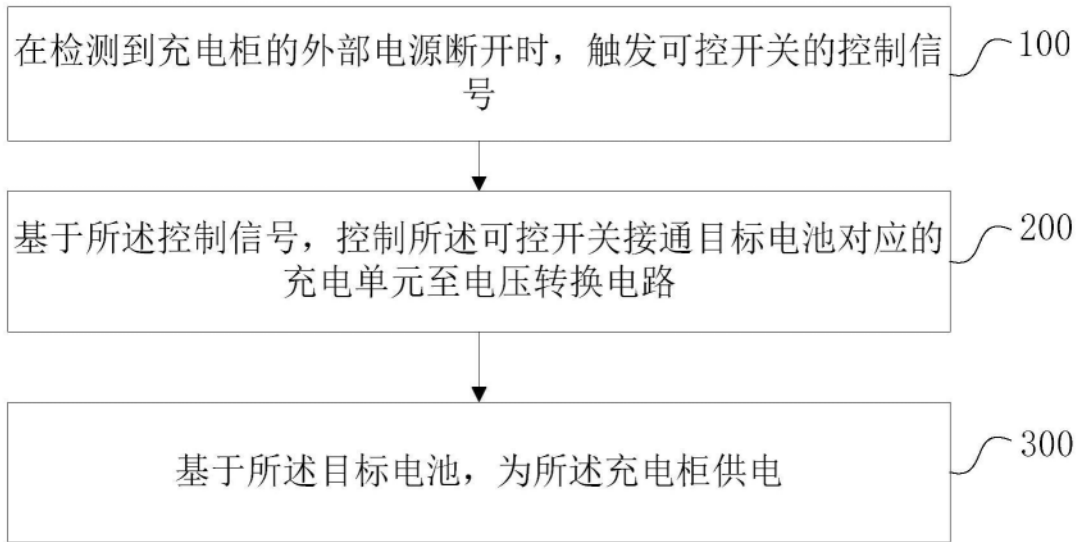 在检测到充电柜的外部电源断开时，触发可控开关的控制信
号
100
基于所述控制信号，控制所述可控开关接通目标电池对应的
充电单元至电压转换电路
200
基于所述目标电池，为所述充电柜供电
300